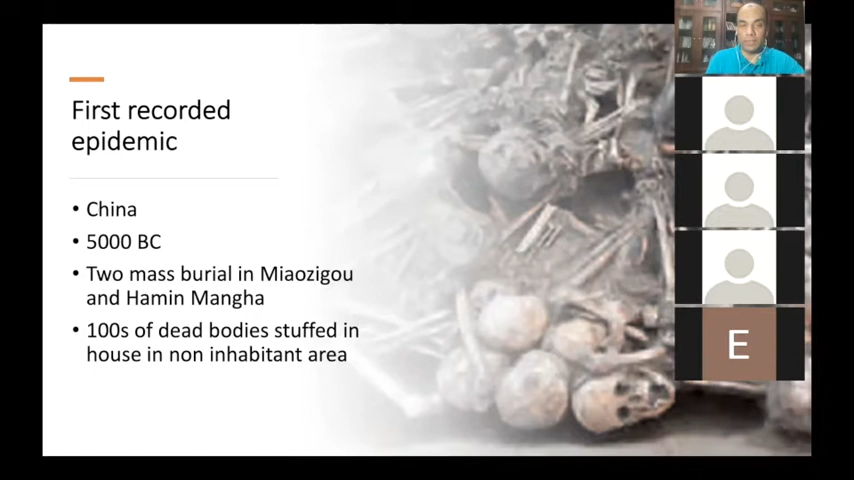 First recorded
epidemic
• China
• 5000 BC
• Two mass burial in Miaozigou
and Hamin Mangha
• 100s of dead bodies stuffed in
house in non inhabitant area
E